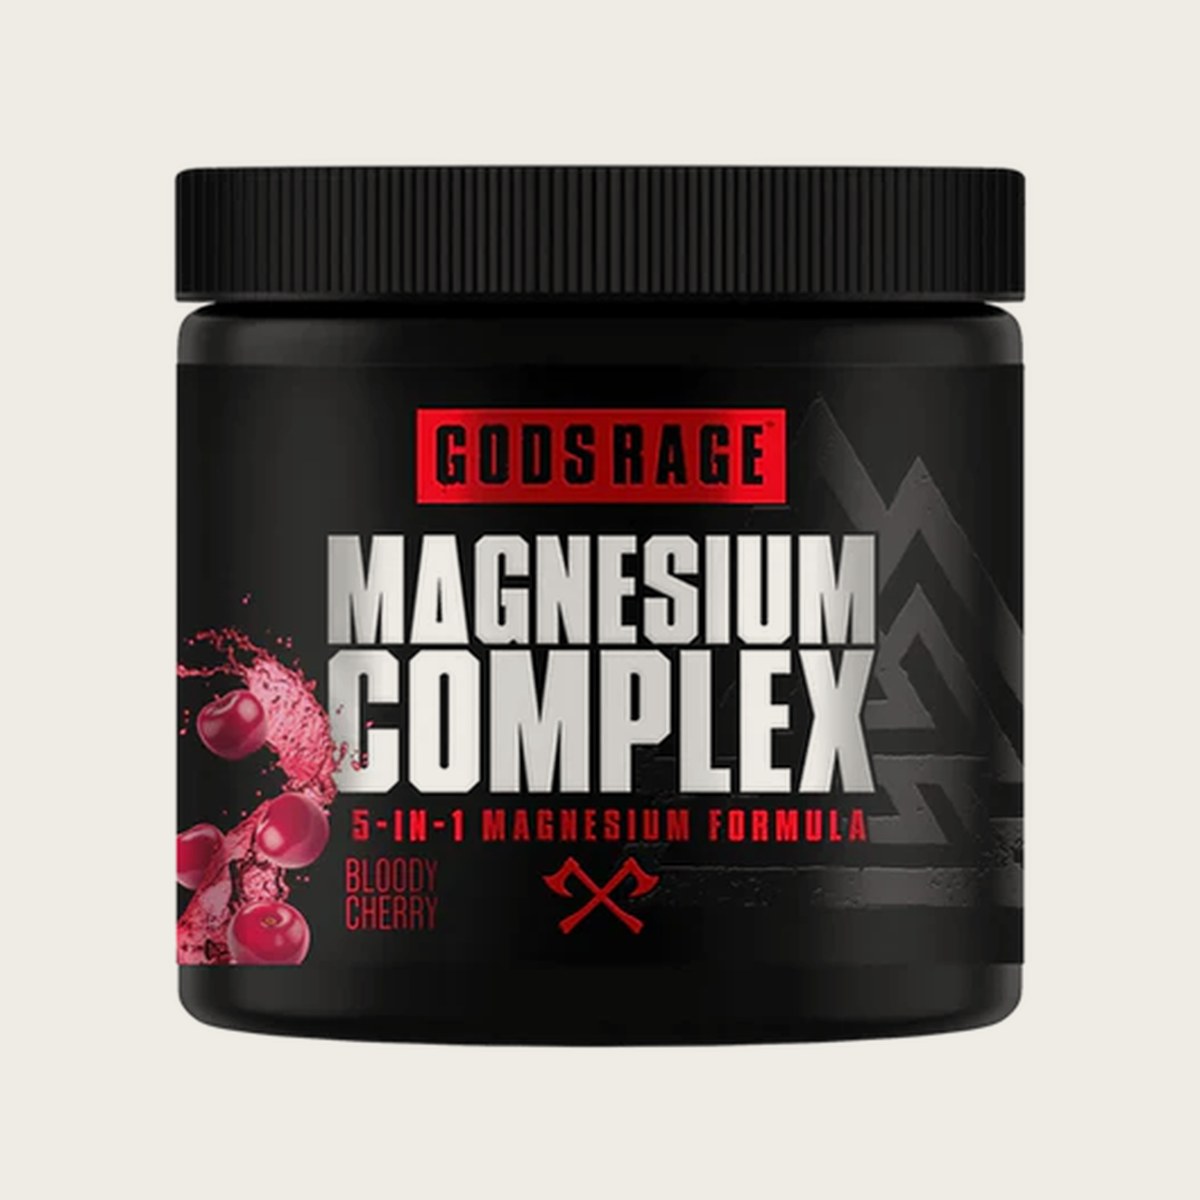 GODS RAGE
MAGNESIUM
COMPLEX
5-IN-1 MAGNESIUM FORMULA
BLOODY
CHERRY